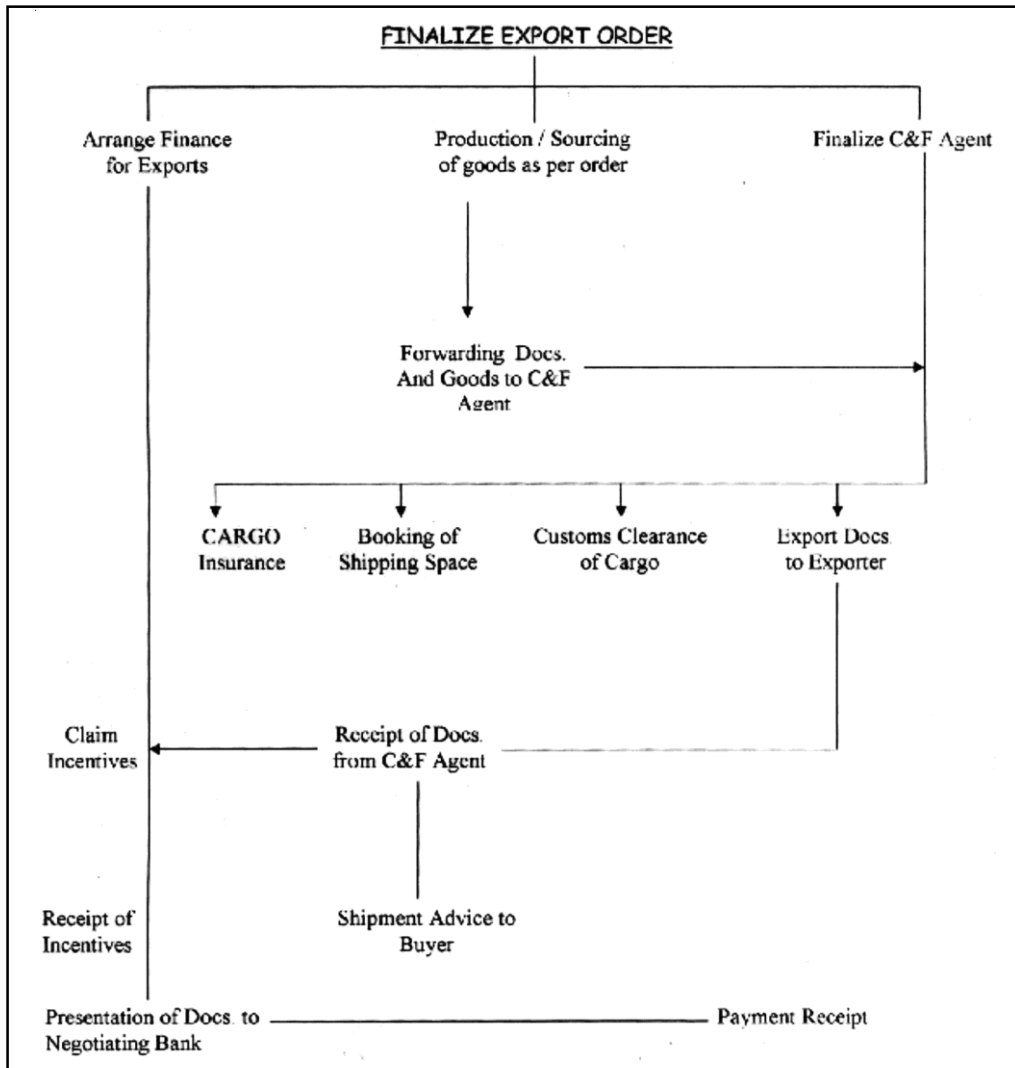 FINALIZE EXPORT ORDER
Arrange Finance
for Exports
Production / Sourcing
of goods as per order
Finalize C&F Agent
Forwarding Docs.
And Goods to C&F
Agent
CARGO
Insurance
Booking of
Shipping Space
Customs Clearance
of Cargo
Export Docs.
to Exporter
Claim
Incentives
Receipt of Docs.
from C&F Agent
Receipt of
Incentives
Shipment Advice to
Buyer
Presentation of Docs. to
Negotiating Bank
Payment Receipt